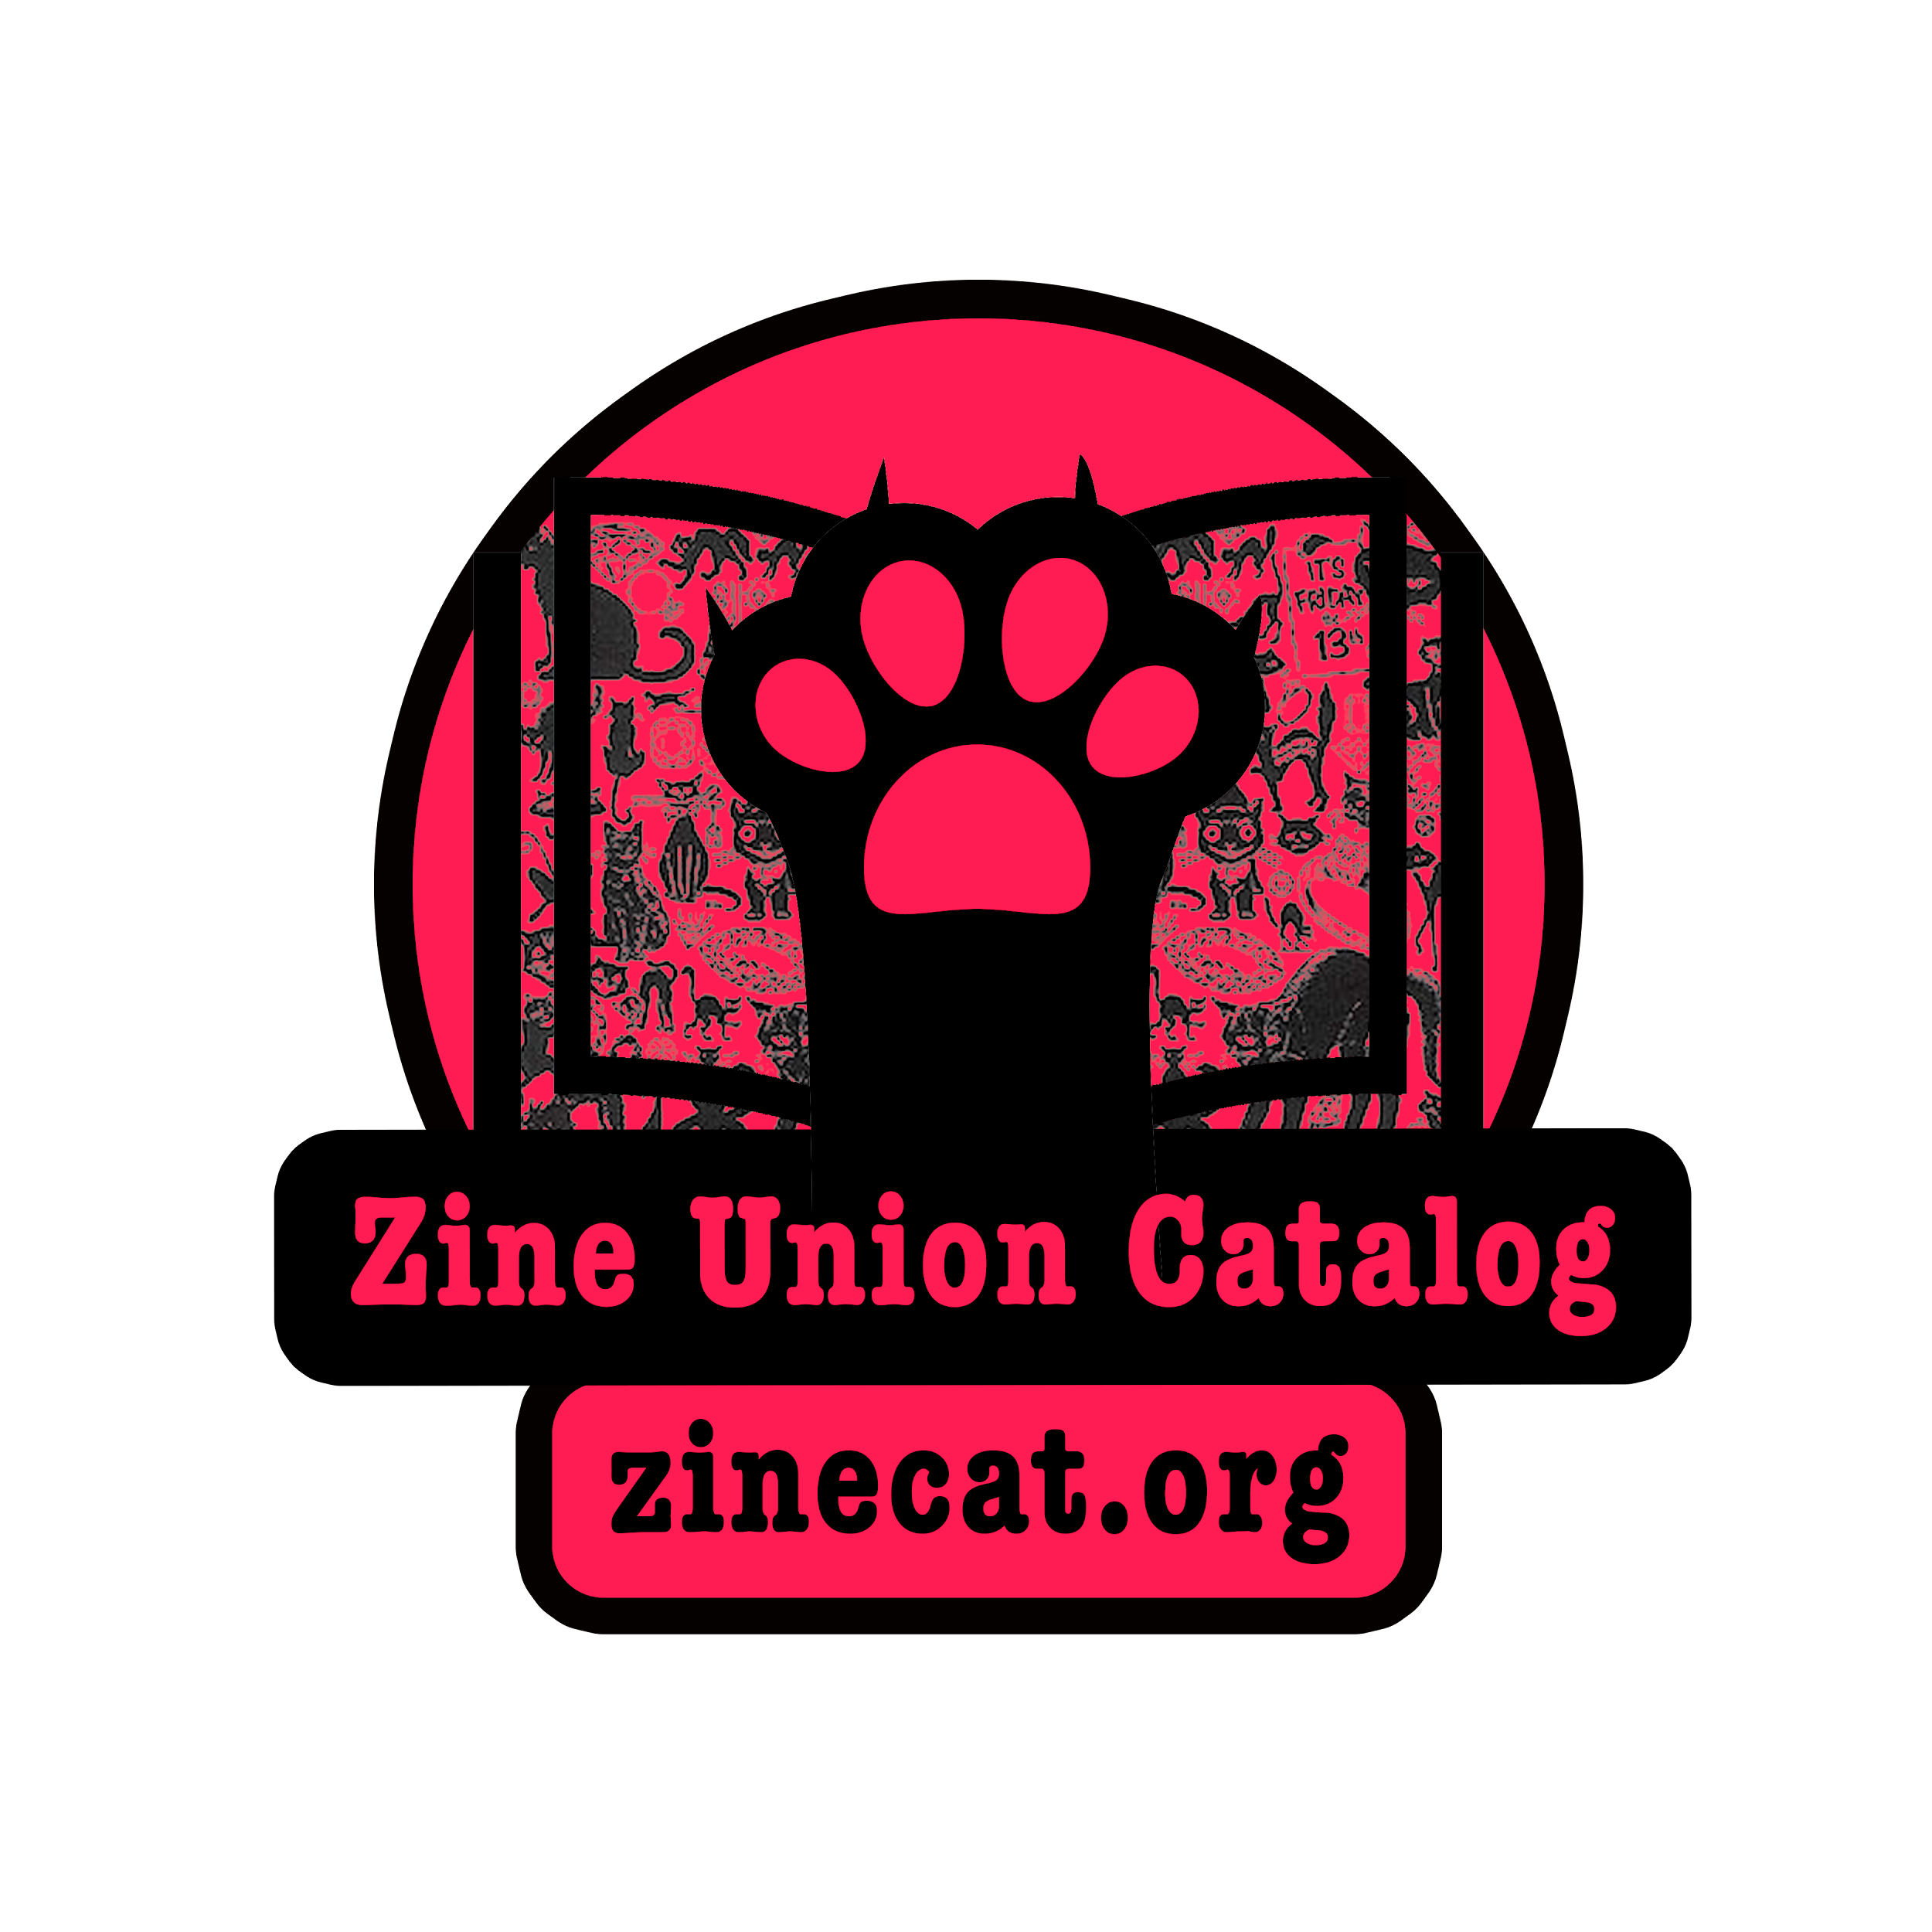 IT'S
FRIDAY
13th
Zine Union Catalog
zinecat.org